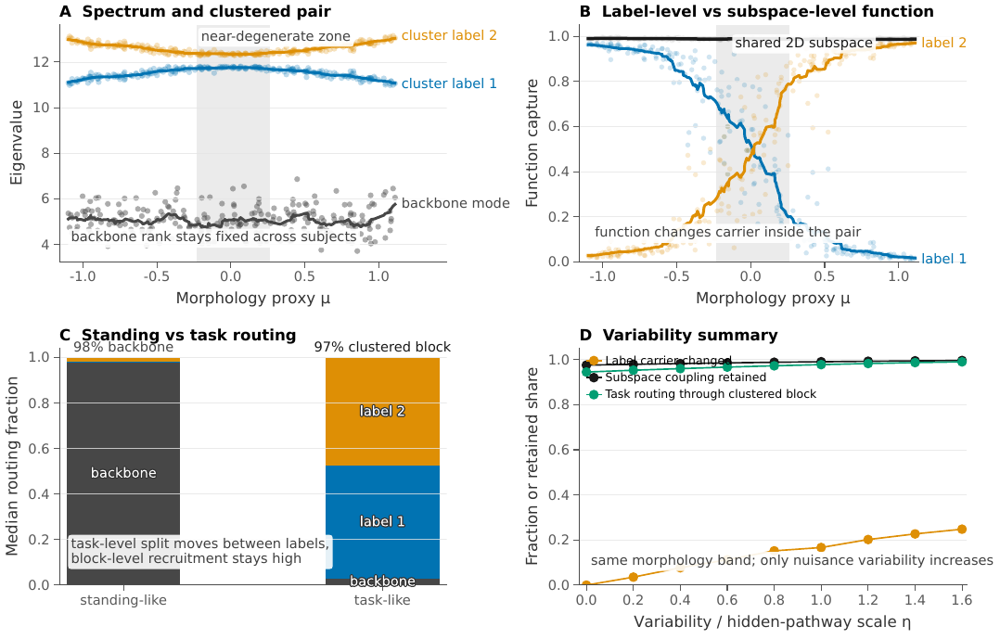 A Spectrum and clustered pair
near-degenerate zone
cluster label 2
cluster label 1
backbone mode
backbone rank stays fixed across subjects
Eigenvalue
12
10
8
6
4
-1.0 -0.5 0.0 0.5 1.0
Morphology proxy μ
B Label-level vs subspace-level function
shared 2D subspace
label 2
label 1
function changes carrier inside the pair
Function capture
1.0
0.8
0.6
0.4
0.2
0.0
-1.0 -0.5 0.0 0.5 1.0
Morphology proxy μ
C Standing vs task routing
98% backbone
97% clustered block
label 2
backbone
label 1
task-level split moves between labels,
block-level recruitment stays high
backbone
Median routing fraction
1.0
0.8
0.6
0.4
0.2
0.0
standing-like
task-like
D Variability summary
Label carrier changed
Subspace coupling retained
Task routing through clustered block
same morphology band; only nuisance variability increases
Fraction or retained share
1.0
0.8
0.6
0.4
0.2
0.0
0.0 0.2 0.4 0.6 0.8 1.0 1.2 1.4 1.6
Variability / hidden-pathway scale η